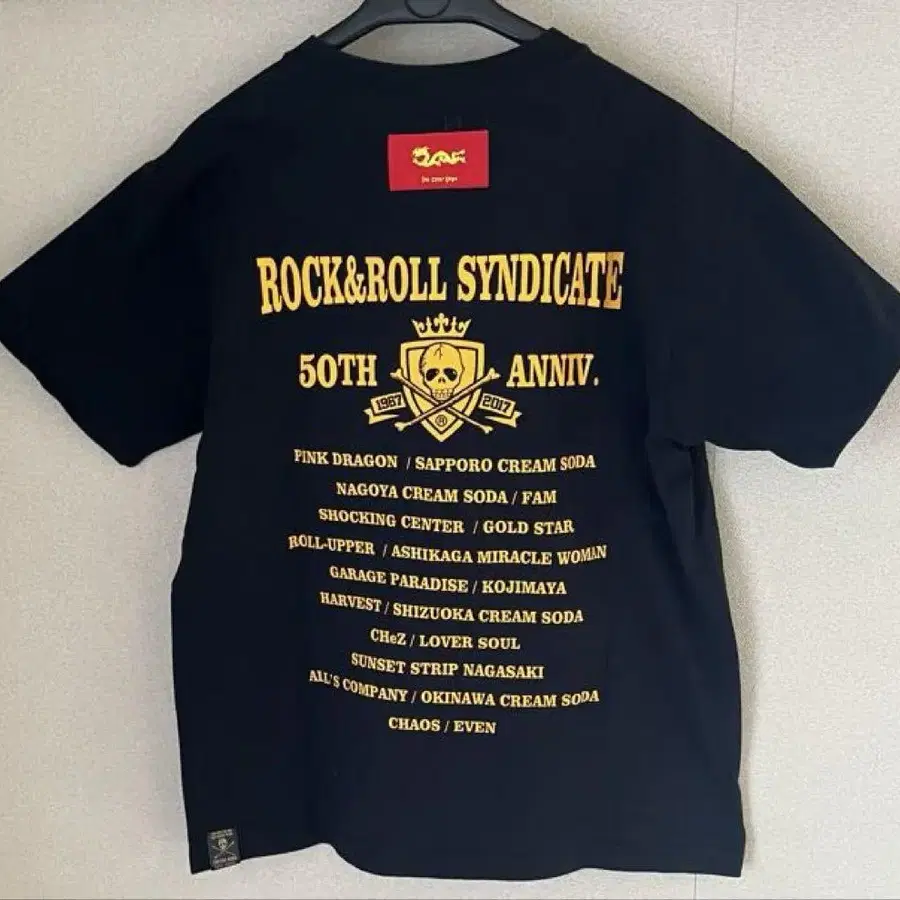 ROCK&ROLL SYNDICATE
50TH ANNIV.
1967 2017
®
PINK DRAGON / SAPPORO CREAM SODA
NAGOYA CREAM SODA / FAM
SHOCKING CENTER / GOLD STAR
ROLL-UPPER / ASHIKAGA MIRACLE WOMAN
GARAGE PARADISE / KOJIMAYA
HARVEST / SHIZUOKA CREAM SODA
CHeZ / LOVER SOUL
SUNSET STRIP NAGASAKI
ALL'S COMPANY / OKINAWA CREAM SODA
CHAOS / EVEN